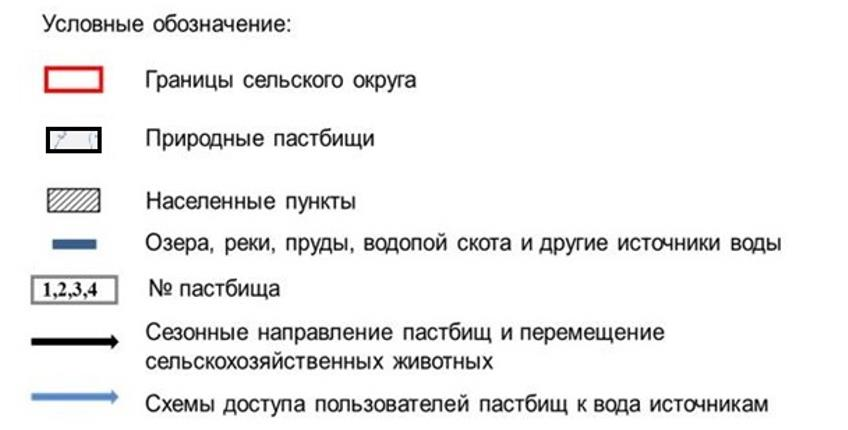 Условные обозначение:
Границы сельского округа
Природные пастбищи
Населенные пункты
Озера, реки, пруды, водопой скота и другие источники воды
1,2,3,4 № пастбища
Сезонные направление пастбищ и перемещение
сельскохозяйственных животных
Схемы доступа пользователей пастбищ к вода источникам